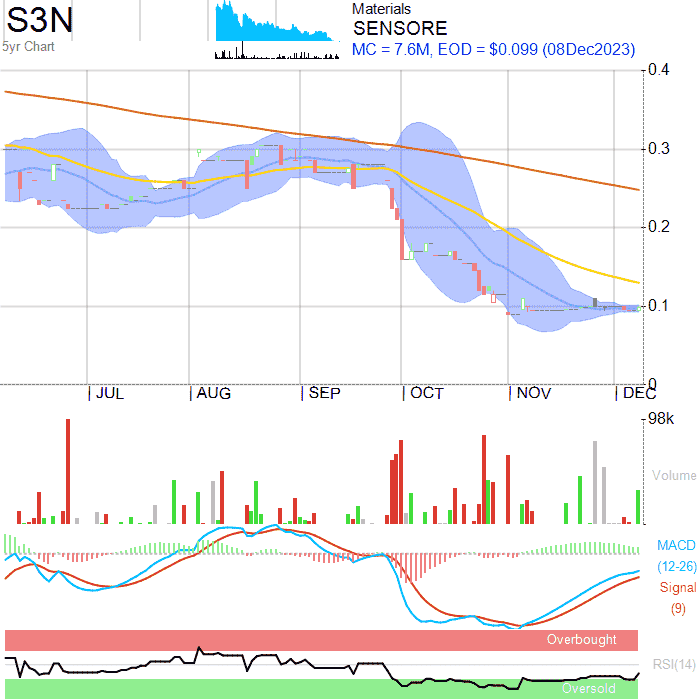 S3N
5yr Chart
Materials
SENSORE
MC = 7.6M, EOD = $0.099 (08Dec2023)
0.4
0.3
0.2
0.1
0
JUL
AUG
SEP
OCT
NOV
DEC
98k
Volume
MACD
(12-26)
Signal
(9)
Overbought
RSI(14)
Oversold